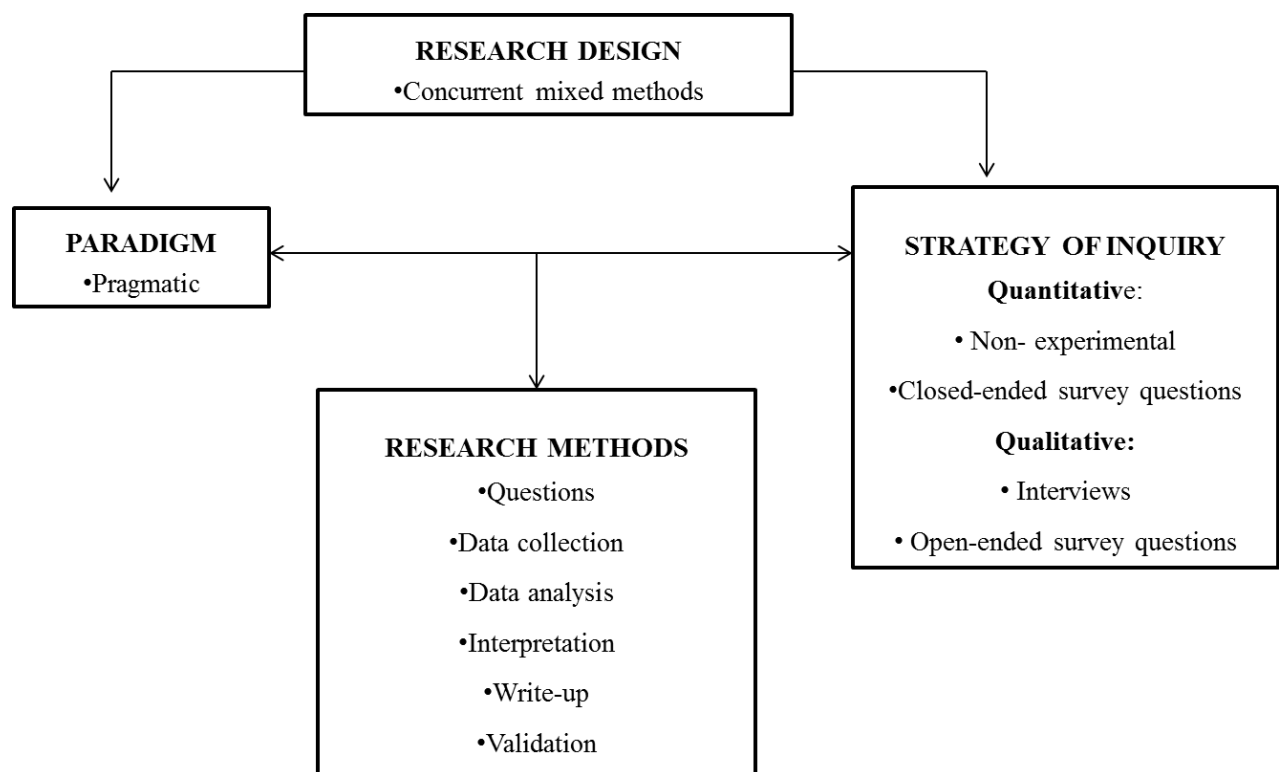 RESEARCH DESIGN
•Concurrent mixed methods
PARADIGM
•Pragmatic
STRATEGY OF INQUIRY
Quantitative:
• Non- experimental
•Closed-ended survey questions
Qualitative:
• Interviews
• Open-ended survey questions
RESEARCH METHODS
•Questions
•Data collection
•Data analysis
•Interpretation
•Write-up
•Validation